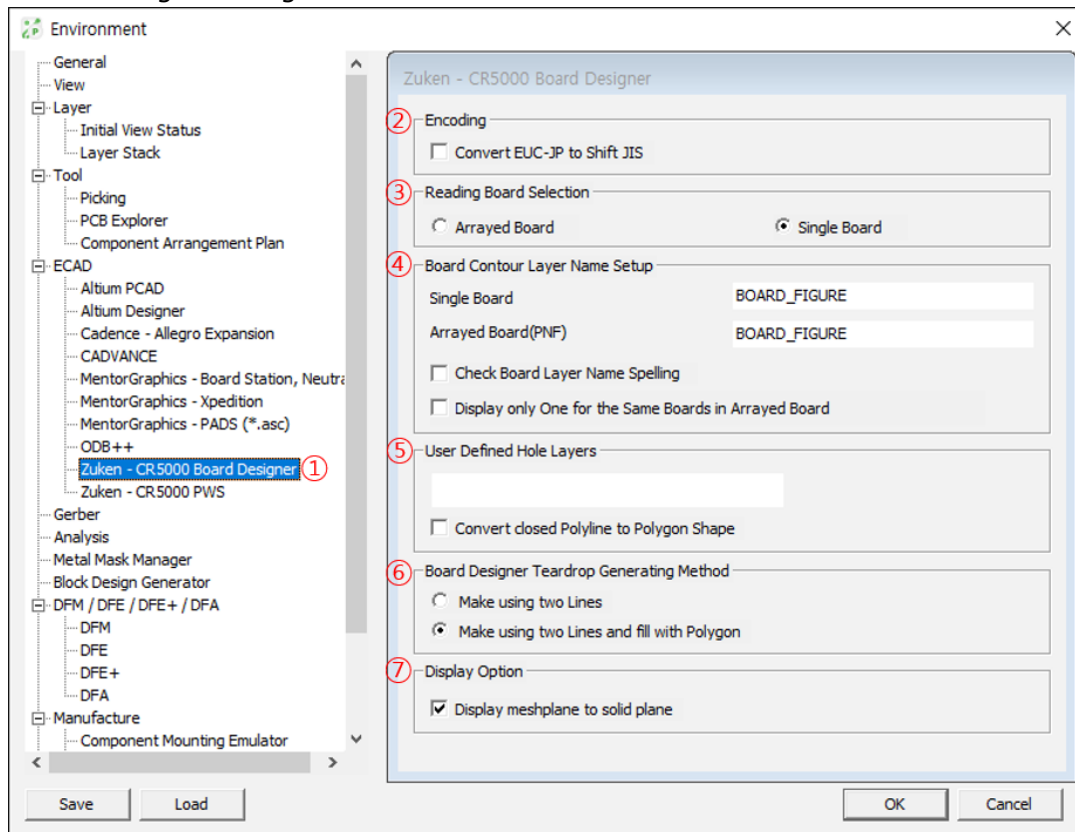 Environment
General
View
Layer
Initial View Status
Layer Stack
Tool
Picking
PCB Explorer
Component Arrangement Plan
ECAD
Altium PCAD
Altium Designer
Cadence - Allegro Expansion
CADVANCE
MentorGraphics - Board Station, Neutra
MentorGraphics - Xpedition
MentorGraphics - PADS (*.asc)
ODB++
Zuken - CR5000 Board Designer ①
Zuken - CR5000 PWS
Gerber
Analysis
Metal Mask Manager
Block Design Generator
DFM / DFE / DFE+ / DFA
DFM
DFE
DFE+
DFA
Manufacture
Component Mounting Emulator
Save Load
Zuken - CR5000 Board Designer
② Encoding
Convert EUC-JP to Shift JIS
③ Reading Board Selection
Arrayed Board Single Board
④ Board Contour Layer Name Setup
Single Board BOARD_FIGURE
Arrayed Board(PNF) BOARD_FIGURE
Check Board Layer Name Spelling
Display only One for the Same Boards in Arrayed Board
⑤ User Defined Hole Layers
Convert closed Polyline to Polygon Shape
⑥ Board Designer Teardrop Generating Method
Make using two Lines
Make using two Lines and fill with Polygon
⑦ Display Option
Display meshplane to solid plane
OK Cancel